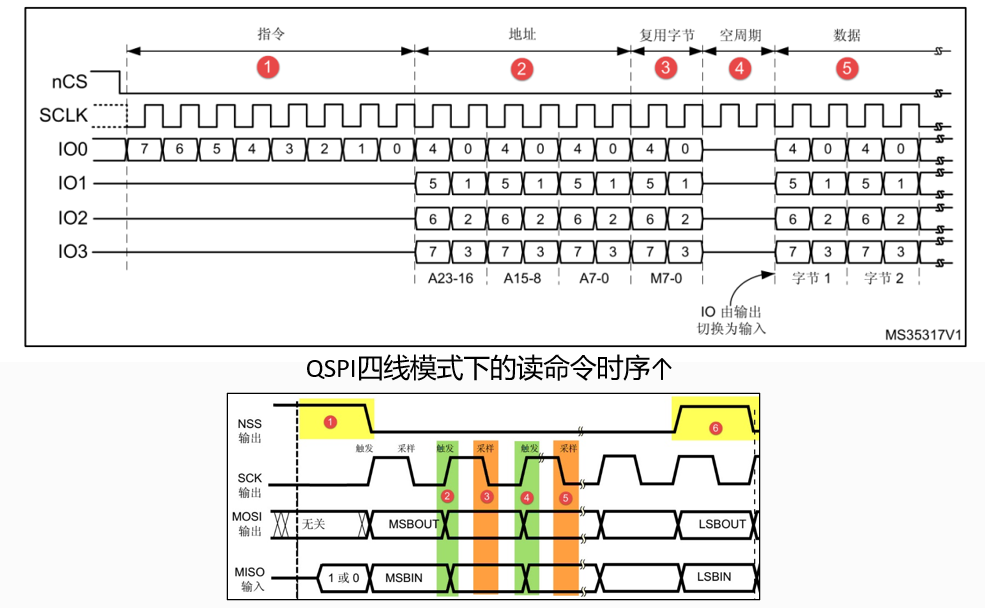 指令 地址 复用字节 空周期 数据
1 2 3 4 5
nCS
SCLK
IO0 7 6 5 4 3 2 1 0 4 0 4 0 4 0 4 0 4 0 4 0
IO1 5 1 5 1 5 1 5 1 5 1 5 1
IO2 6 2 6 2 6 2 6 2 6 2 6 2
IO3 7 3 7 3 7 3 7 3 7 3 7 3
A23-16 A15-8 A7-0 M7-0 字节 1 字节 2
IO 由输出
切换为输入
MS35317V1
QSPI四线模式下的读命令时序↑
NSS
输出
1 6
触发 采样 触发 采样 触发 采样
SCK
输出
2 3 4 5
MOSI
输出
无关 MSBOUT LSBOUT
MISO
输入
1 或 0 MSBIN LSBIN